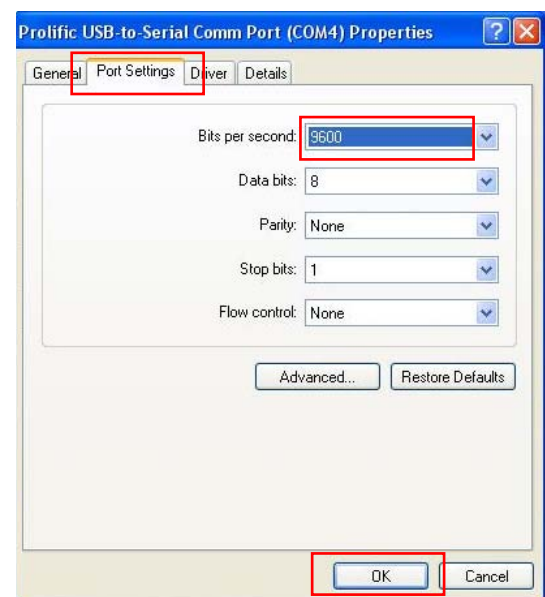 Prolific USB-to-Serial Comm Port (COM4) Properties
General Port Settings Driver Details
Bits per second: 9600
Data bits: 8
Parity: None
Stop bits: 1
Flow control: None
Advanced... Restore Defaults
OK Cancel